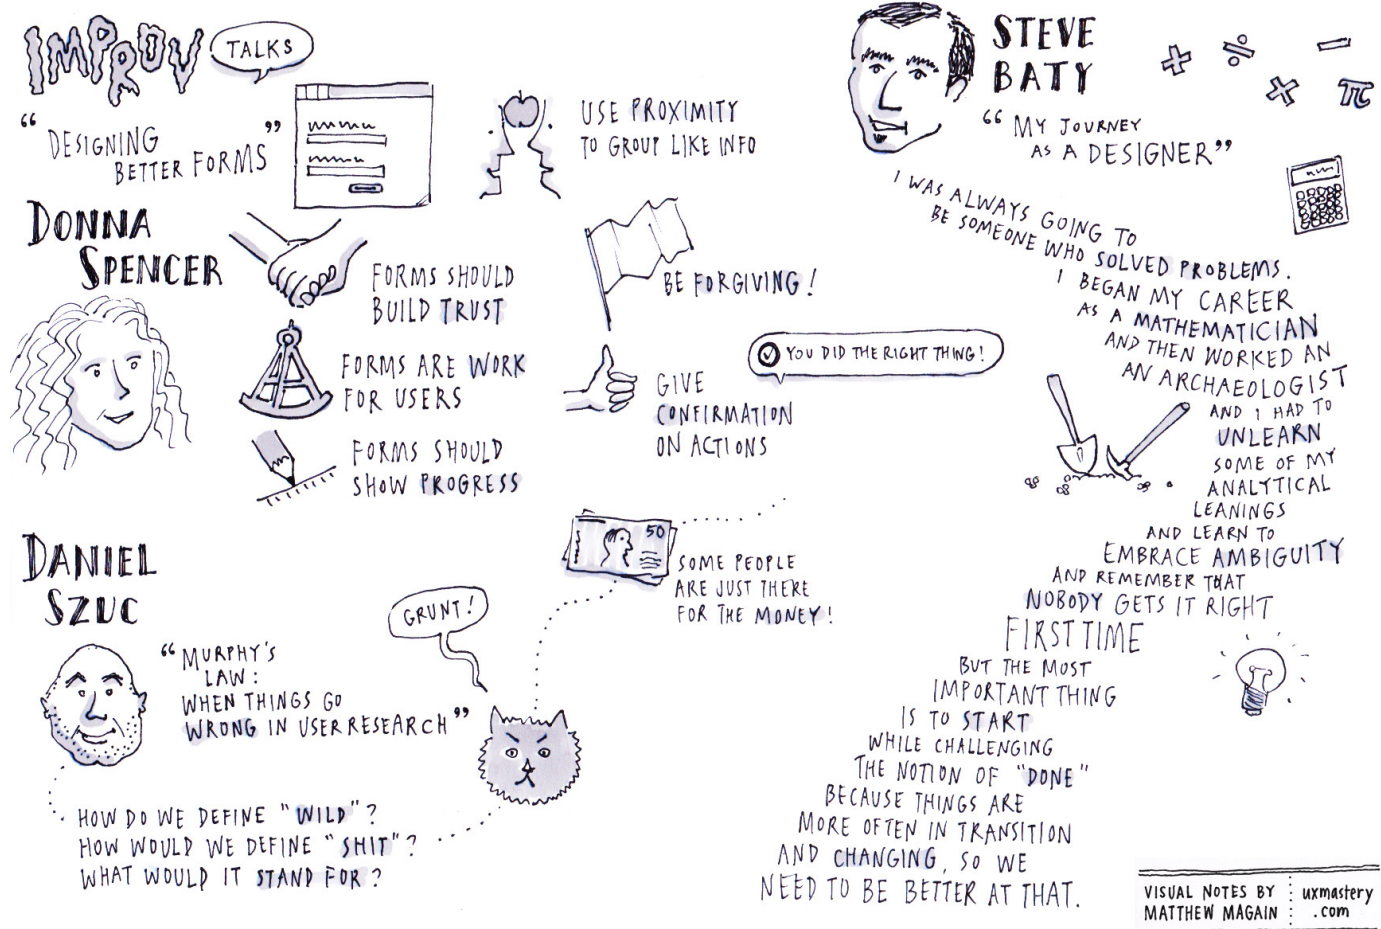 IMPROV
TALKS
"DESIGNING
BETTER FORMS"
DONNA
SPENCER
USE PROXIMITY
TO GROUP LIKE INFO
FORMS SHOULD
BUILD TRUST
BE FORGIVING!
FORMS ARE WORK
FOR USERS
GIVE
CONFIRMATION
ON ACTIONS
YOU DID THE RIGHT THING!
FORMS SHOULD
SHOW PROGRESS
DANIEL
SZUC
"MURPHY'S
LAW:
WHEN THINGS GO
WRONG IN USER RESEARCH"
HOW DO WE DEFINE "WILD"?
HOW WOULD WE DEFINE "SHIT"?
WHAT WOULD IT STAND FOR?
GRUNT!
50
SOME PEOPLE
ARE JUST THERE
FOR THE MONEY!
STEVE
BATY
+ ÷ −
× π
"MY JOURNEY
AS A DESIGNER"
I WAS ALWAYS GOING TO
BE SOMEONE WHO SOLVED PROBLEMS.
I BEGAN MY CAREER
AS A MATHEMATICIAN
AND THEN WORKED AN
AN ARCHAEOLOGIST
AND I HAD TO
UNLEARN
SOME OF MY
ANALYTICAL
LEANINGS
AND LEARN TO
EMBRACE AMBIGUITY
AND REMEMBER THAT
NOBODY GETS IT RIGHT
FIRST TIME
BUT THE MOST
IMPORTANT THING
IS TO START
WHILE CHALLENGING
THE NOTION OF "DONE"
BECAUSE THINGS ARE
MORE OFTEN IN TRANSITION
AND CHANGING, SO WE
NEED TO BE BETTER AT THAT.
VISUAL NOTES BY
MATTHEW MAGAIN
uxmastery
.com